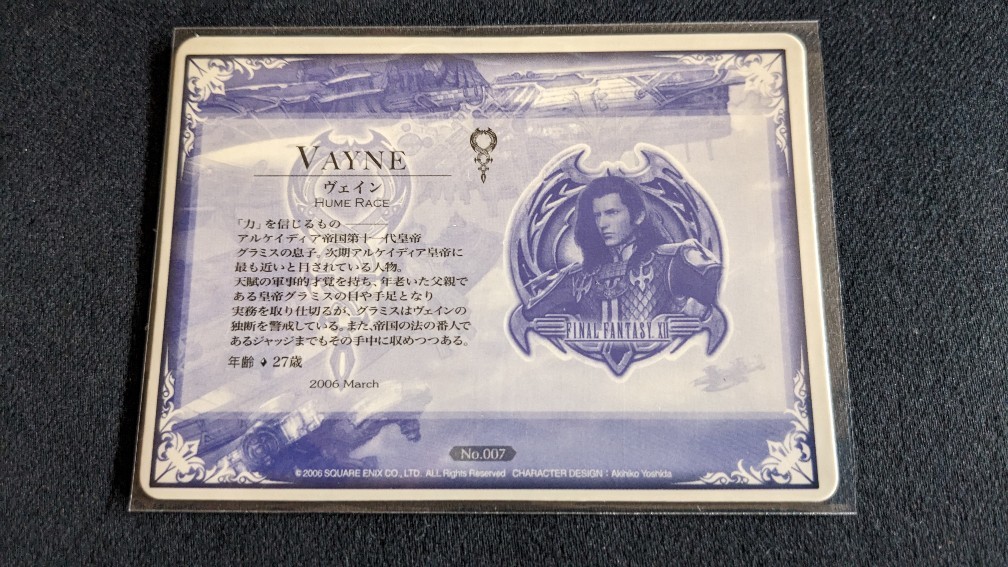 VAYNE
ヴェイン
HUME RACE
「力」を信じるもの――
アルケイディア帝国第十一代皇帝
グラミスの息子。次期アルケイディア皇帝に
最も近いと目されている人物。
天賦の軍事的才覚を持ち、年老いた父親で
ある皇帝グラミスの目や手足となり
実務を取り仕切るが、グラミスはヴェインの
独断を警戒している。また、帝国の法の番人で
あるジャッジまでもその手中に収めつつある。
年齢 27歳
2006 March
FINAL FANTASY XII
No.007
©2006 SQUARE ENIX CO., LTD. ALL Rights Reserved CHARACTER DESIGN : Akihiko Yoshida